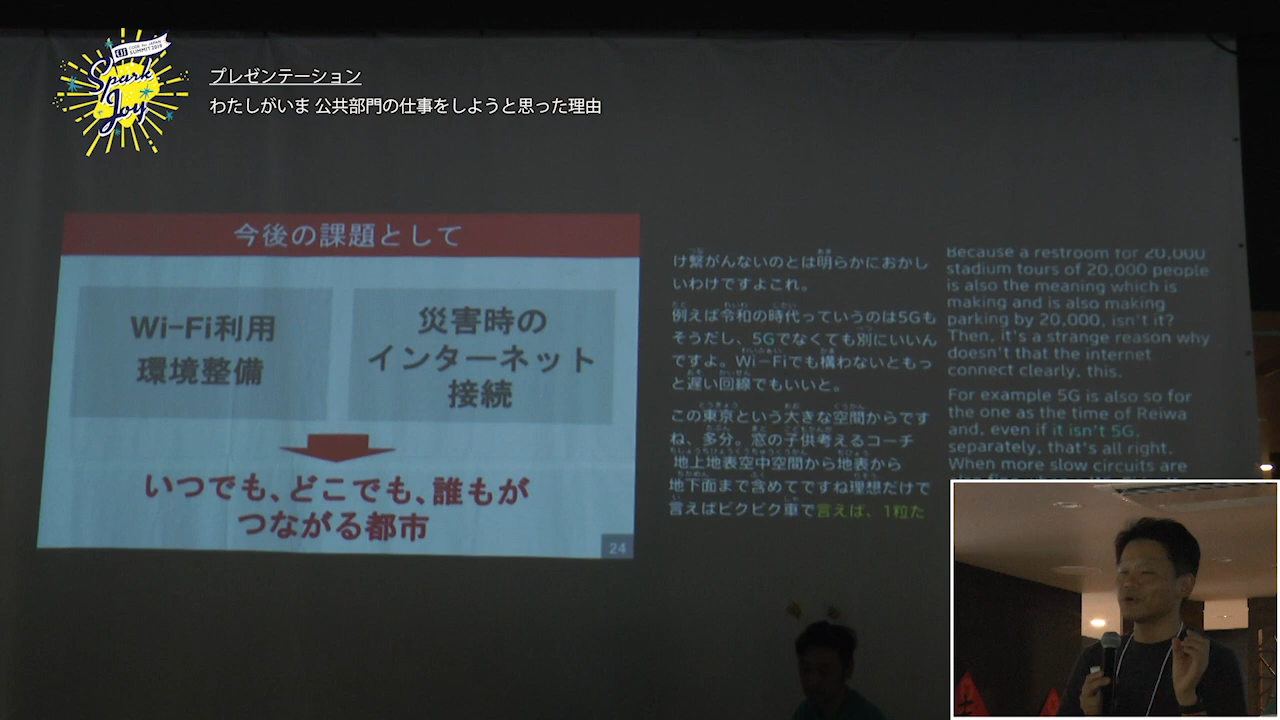 CODE for JAPAN
SUMMIT 2019
Spark
Joy
プレゼンテーション
わたしがいま 公共部門の仕事をしようと思った理由
今後の課題として
Wi-Fi利用
環境整備
災害時の
インターネット
接続
いつでも、どこでも、誰もが
つながる都市
24
け繋がんないのとは明らかにおかし
いわけですよこれ。
例えば令和の時代っていうのは5Gも
そうだし、5Gでなくても別にいいん
ですよ。Wi-Fiでも構わないともっ
と遅い回線でもいいと。
この東京という大きな空間からです
ね、多分。窓の子供考えるコーチ
地上地表空中空間から地表から
地下面まで含めてですね理想だけで
言えばピクピク車で言えば、1粒た
Because a restroom for 20,000
stadium tours of 20,000 people
is also the meaning which is
making and is also making
parking by 20,000, isn't it?
Then, it's a strange reason why
doesn't that the internet
connect clearly, this.
For example 5G is also so for
the one as the time of Reiwa
and, even if it isn't 5G,
separately, that's all right.
When more slow circuits are